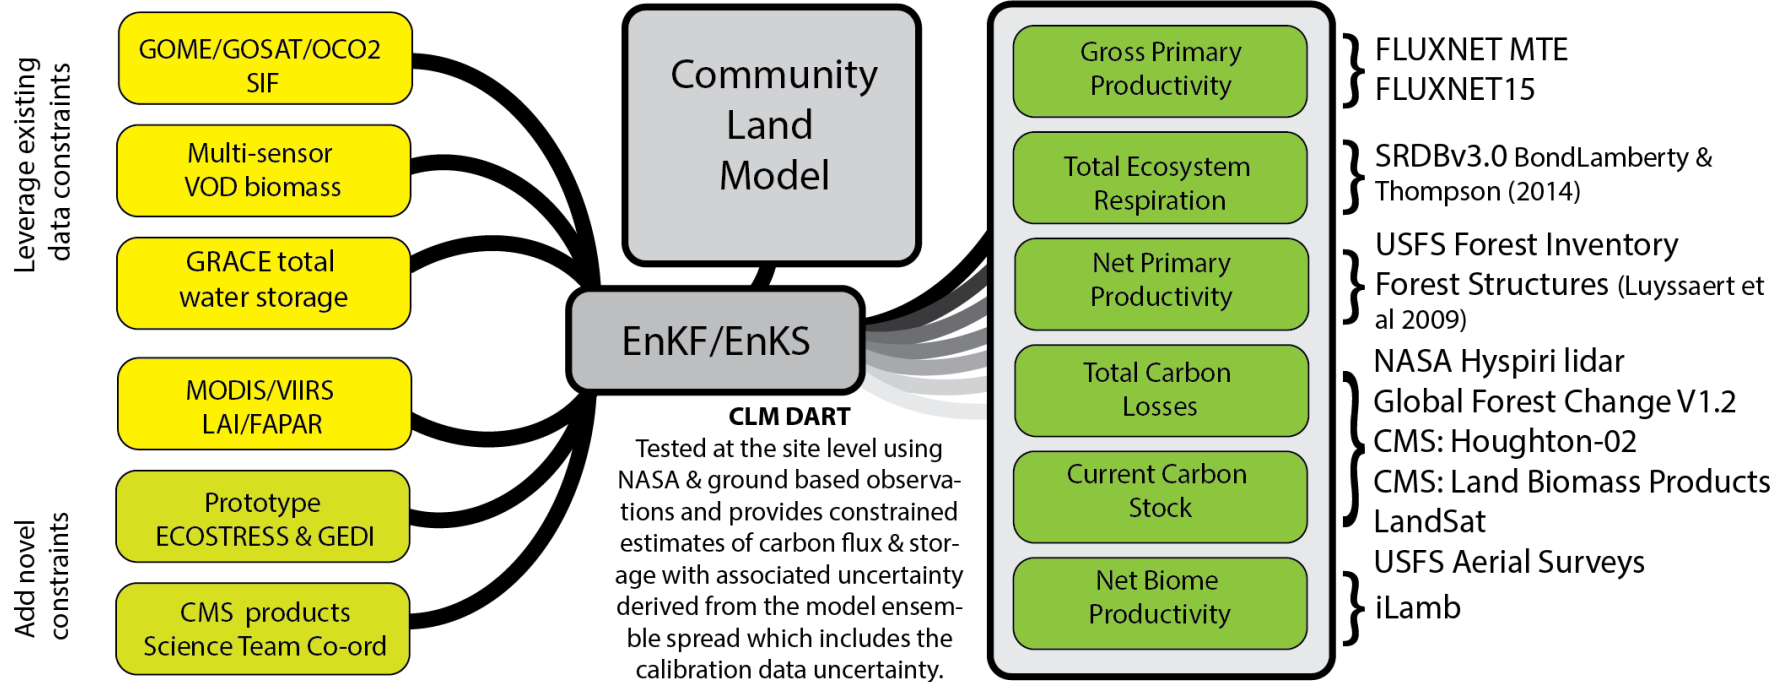 Leverage existing
data constraints
GOME/GOSAT/OCO2
SIF
Multi-sensor
VOD biomass
GRACE total
water storage
MODIS/VIIRS
LAI/FAPAR
Add novel
constraints
Prototype
ECOSTRESS & GEDI
CMS products
Science Team Co-ord
Community
Land
Model
EnKF/EnKS
CLM DART
Tested at the site level using
NASA & ground based observa-
tions and provides constrained
estimates of carbon flux & stor-
age with associated uncertainty
derived from the model ensem-
ble spread which includes the
calibration data uncertainty.
Gross Primary
Productivity
Total Ecosystem
Respiration
Net Primary
Productivity
Total Carbon
Losses
Current Carbon
Stock
Net Biome
Productivity
FLUXNET MTE
FLUXNET15
SRDBv3.0 BondLamberty &
Thompson (2014)
USFS Forest Inventory
Forest Structures (Luyssaert et
al 2009)
NASA Hyspiri lidar
Global Forest Change V1.2
CMS: Houghton-02
CMS: Land Biomass Products
LandSat
USFS Aerial Surveys
iLamb